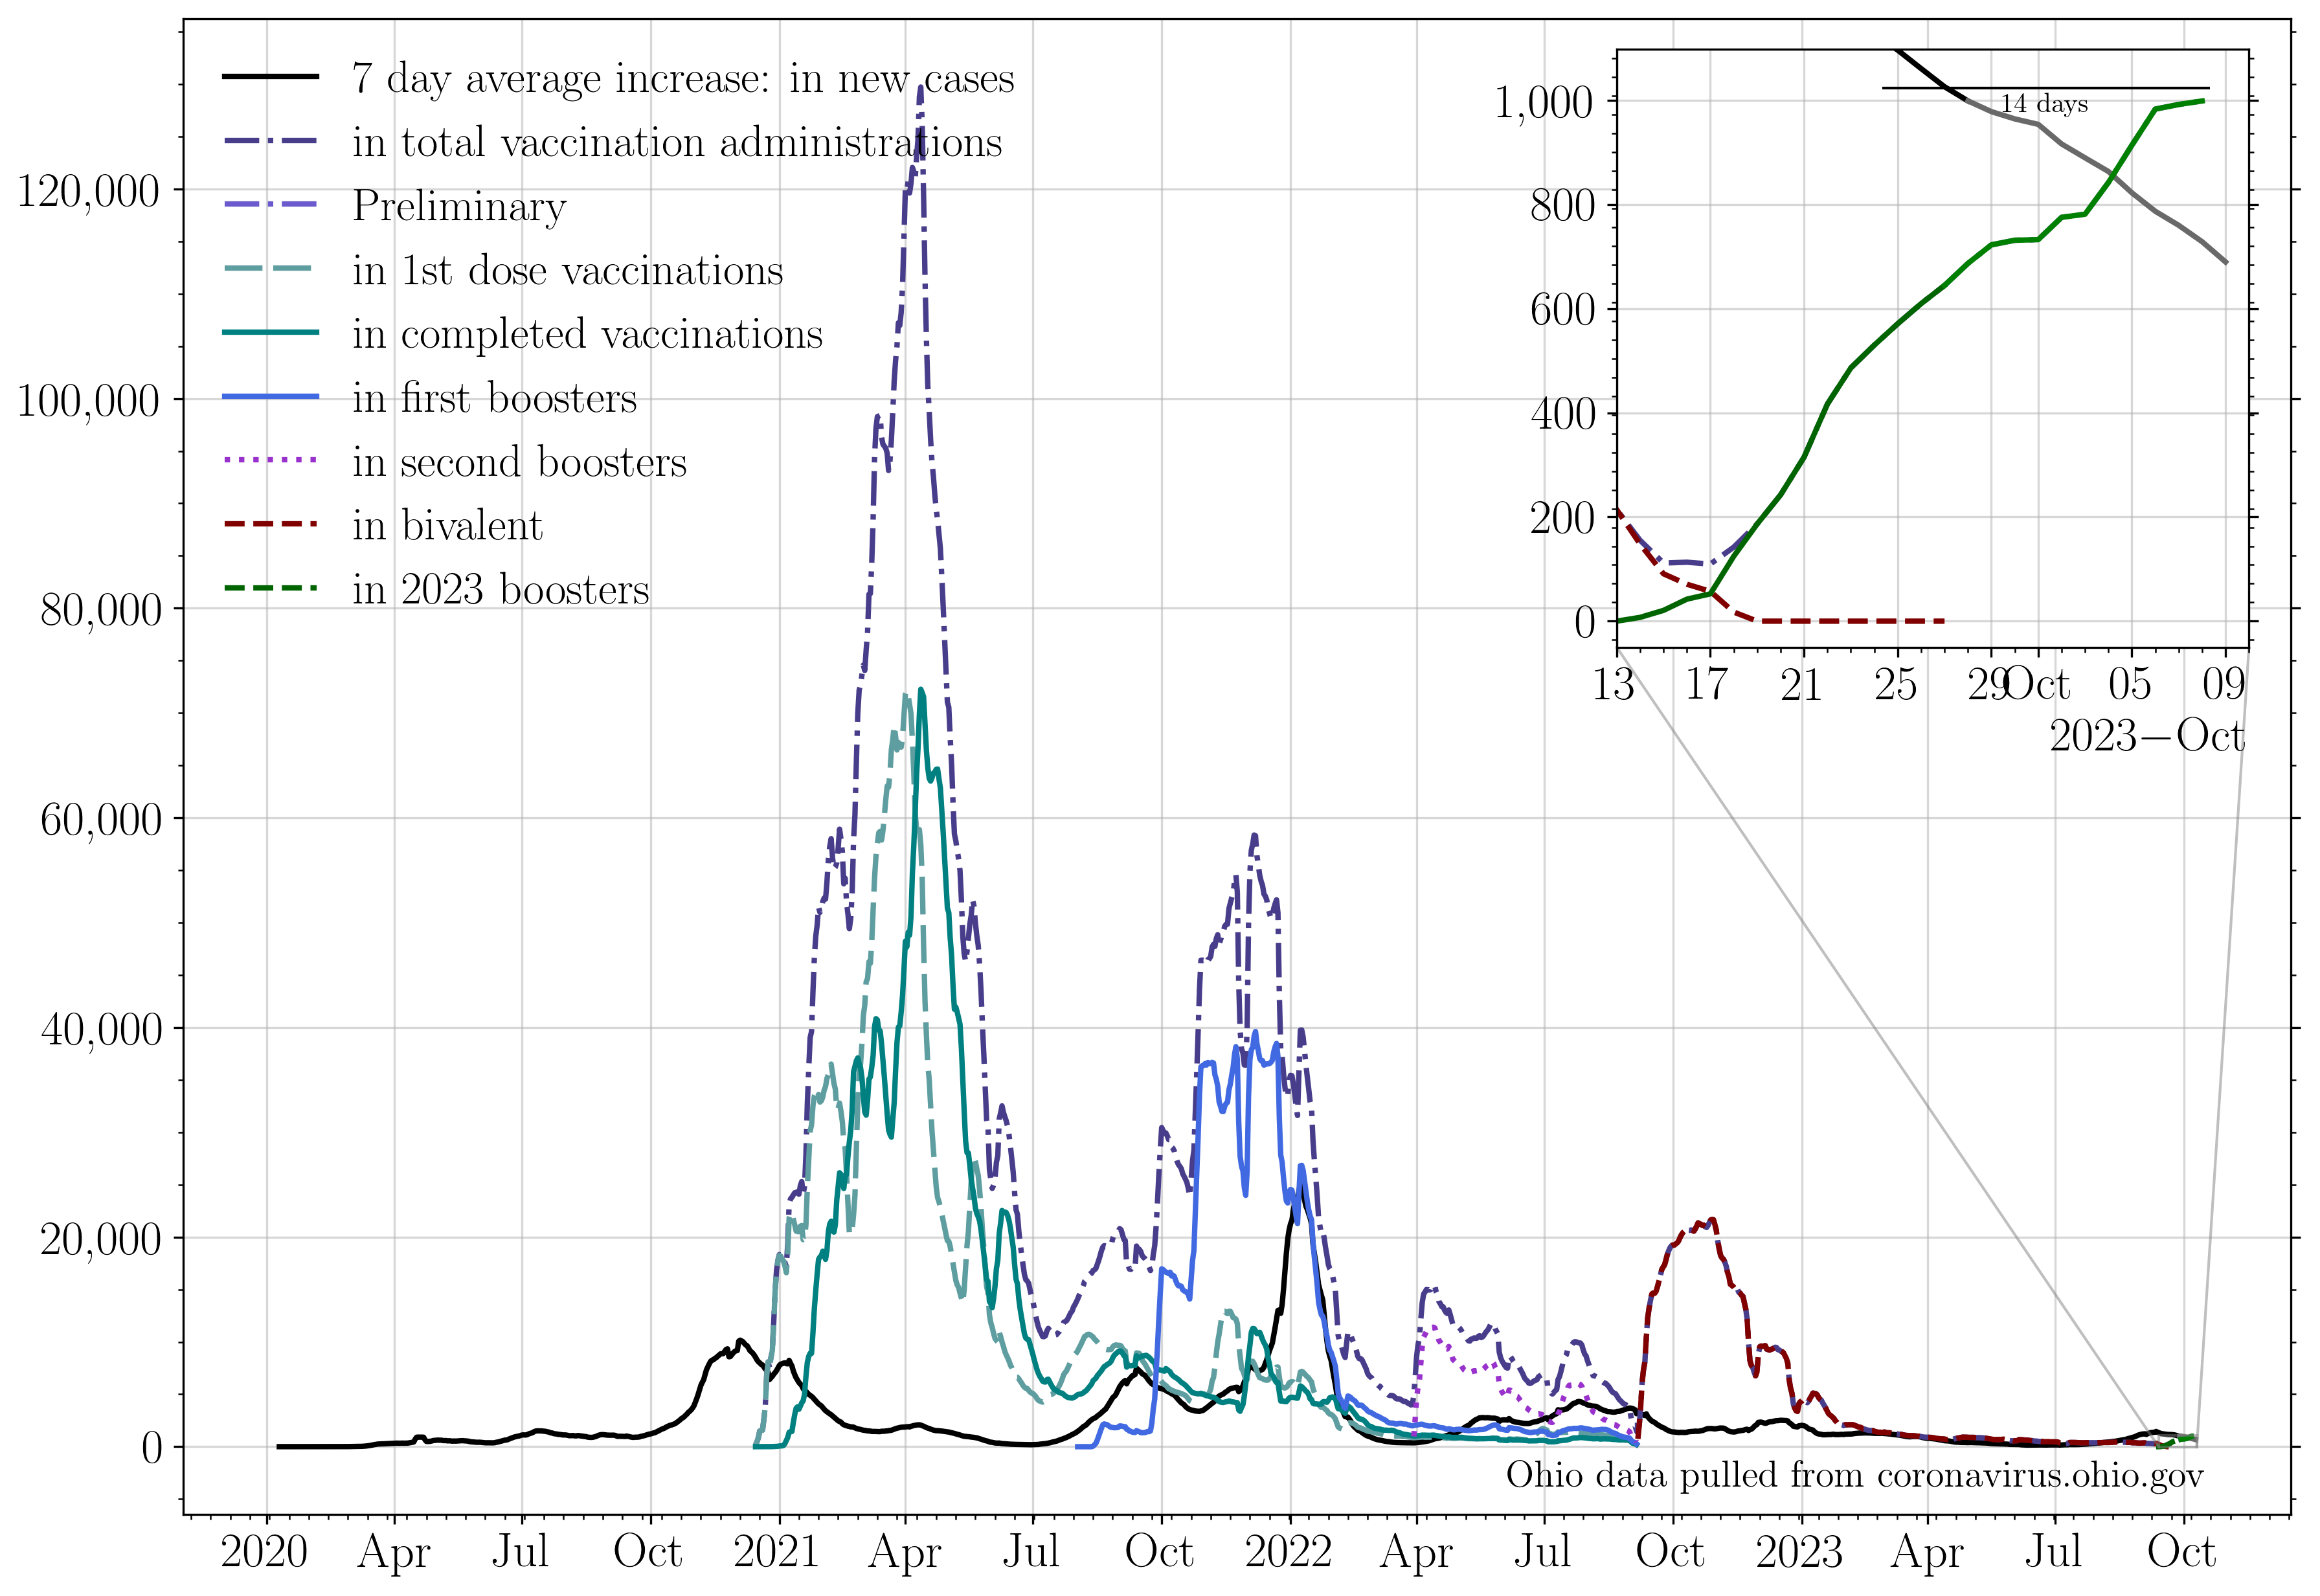 7 day average increase: in new cases
in total vaccination administrations
Preliminary
in 1st dose vaccinations
in completed vaccinations
in first boosters
in second boosters
in bivalent
in 2023 boosters
120,000
100,000
80,000
60,000
40,000
20,000
0
2020 Apr Jul Oct 2021 Apr Jul Oct 2022 Apr Jul Oct 2023 Apr Jul Oct
1,000
800
600
400
200
0
14 days
13 17 21 25 29 Oct 05 09
2023−Oct
Ohio data pulled from coronavirus.ohio.gov